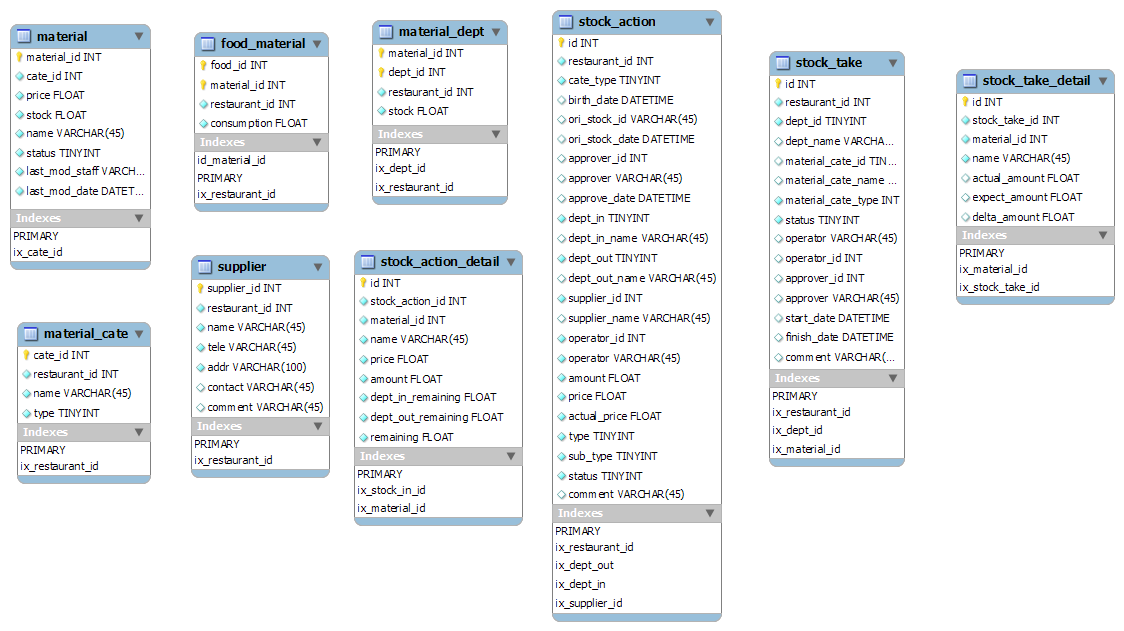 material
material_id INT
cate_id INT
price FLOAT
stock FLOAT
name VARCHAR(45)
status TINYINT
last_mod_staff VARCH...
last_mod_date DATET...
Indexes
PRIMARY
ix_cate_id
material_cate
cate_id INT
restaurant_id INT
name VARCHAR(45)
type TINYINT
Indexes
PRIMARY
ix_restaurant_id
food_material
food_id INT
material_id INT
restaurant_id INT
consumption FLOAT
Indexes
id_material_id
PRIMARY
ix_restaurant_id
supplier
supplier_id INT
restaurant_id INT
name VARCHAR(45)
tele VARCHAR(45)
addr VARCHAR(100)
contact VARCHAR(45)
comment VARCHAR(45)
Indexes
PRIMARY
ix_restaurant_id
material_dept
material_id INT
dept_id INT
restaurant_id INT
stock FLOAT
Indexes
PRIMARY
ix_dept_id
ix_restaurant_id
stock_action_detail
id INT
stock_action_id INT
material_id INT
name VARCHAR(45)
price FLOAT
amount FLOAT
dept_in_remaining FLOAT
dept_out_remaining FLOAT
remaining FLOAT
Indexes
PRIMARY
ix_stock_in_id
ix_material_id
stock_action
id INT
restaurant_id INT
cate_type TINYINT
birth_date DATETIME
ori_stock_id VARCHAR(45)
ori_stock_date DATETIME
approver_id INT
approver VARCHAR(45)
approve_date DATETIME
dept_in TINYINT
dept_in_name VARCHAR(45)
dept_out TINYINT
dept_out_name VARCHAR(45)
supplier_id INT
supplier_name VARCHAR(45)
operator_id INT
operator VARCHAR(45)
amount FLOAT
price FLOAT
actual_price FLOAT
type TINYINT
sub_type TINYINT
status TINYINT
comment VARCHAR(45)
Indexes
PRIMARY
ix_restaurant_id
ix_dept_out
ix_dept_in
ix_supplier_id
stock_take
id INT
restaurant_id INT
dept_id TINYINT
dept_name VARCHA...
material_cate_id TIN...
material_cate_name ...
material_cate_type INT
status TINYINT
operator VARCHAR(45)
operator_id INT
approver_id INT
approver VARCHAR(45)
start_date DATETIME
finish_date DATETIME
comment VARCHAR(...
Indexes
PRIMARY
ix_restaurant_id
ix_dept_id
ix_material_id
stock_take_detail
id INT
stock_take_id INT
material_id INT
name VARCHAR(45)
actual_amount FLOAT
expect_amount FLOAT
delta_amount FLOAT
Indexes
PRIMARY
ix_material_id
ix_stock_take_id